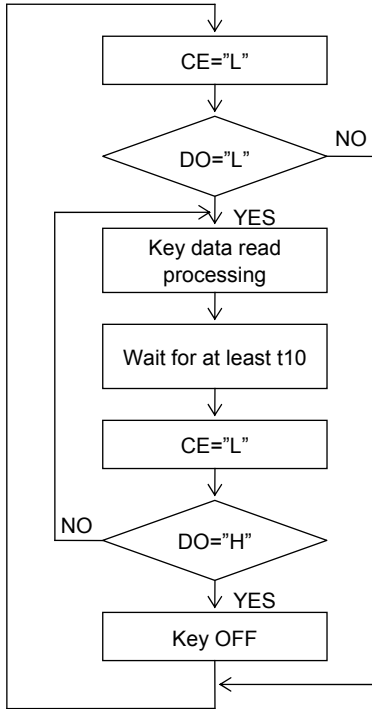 CE=”L”
DO=”L”
NO
YES
Key data read
processing
Wait for at least t10
CE=”L”
NO
DO=”H”
YES
Key OFF